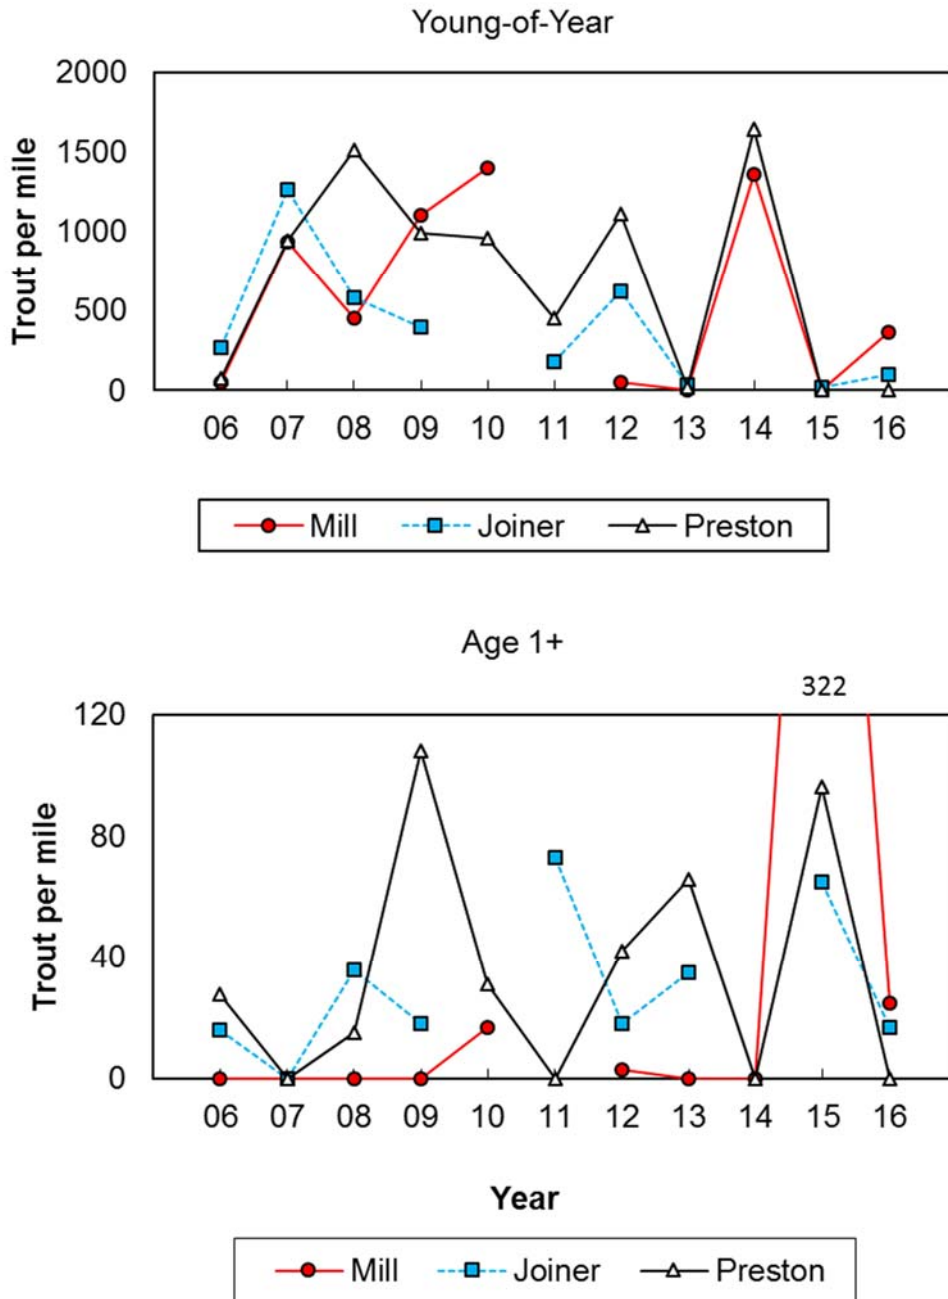 Young-of-Year
Trout per mile
2000
1500
1000
500
0
06 07 08 09 10 11 12 13 14 15 16
Mill Joiner Preston
Age 1+
322
Trout per mile
120
80
40
0
06 07 08 09 10 11 12 13 14 15 16
Year
Mill Joiner Preston